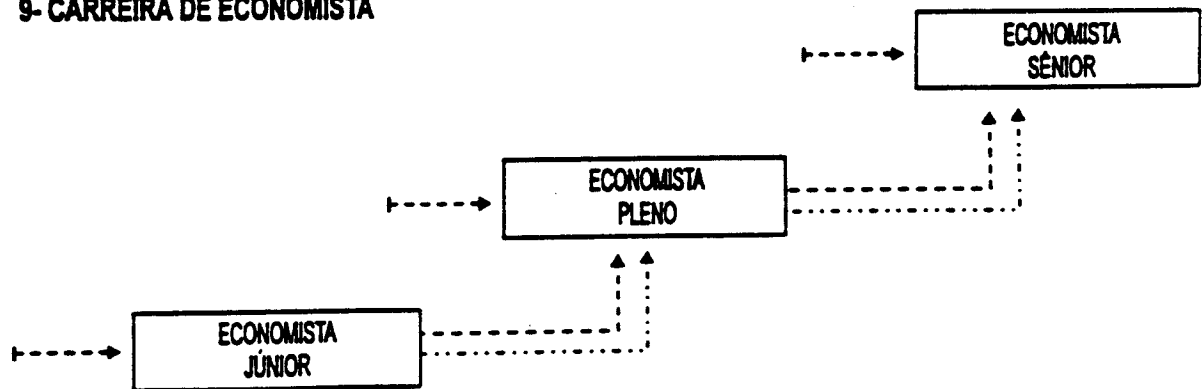 9- CARREIRA DE ECONOMISTA
ECONOMISTA
SÊNIOR
ECONOMISTA
PLENO
ECONOMISTA
JÚNIOR